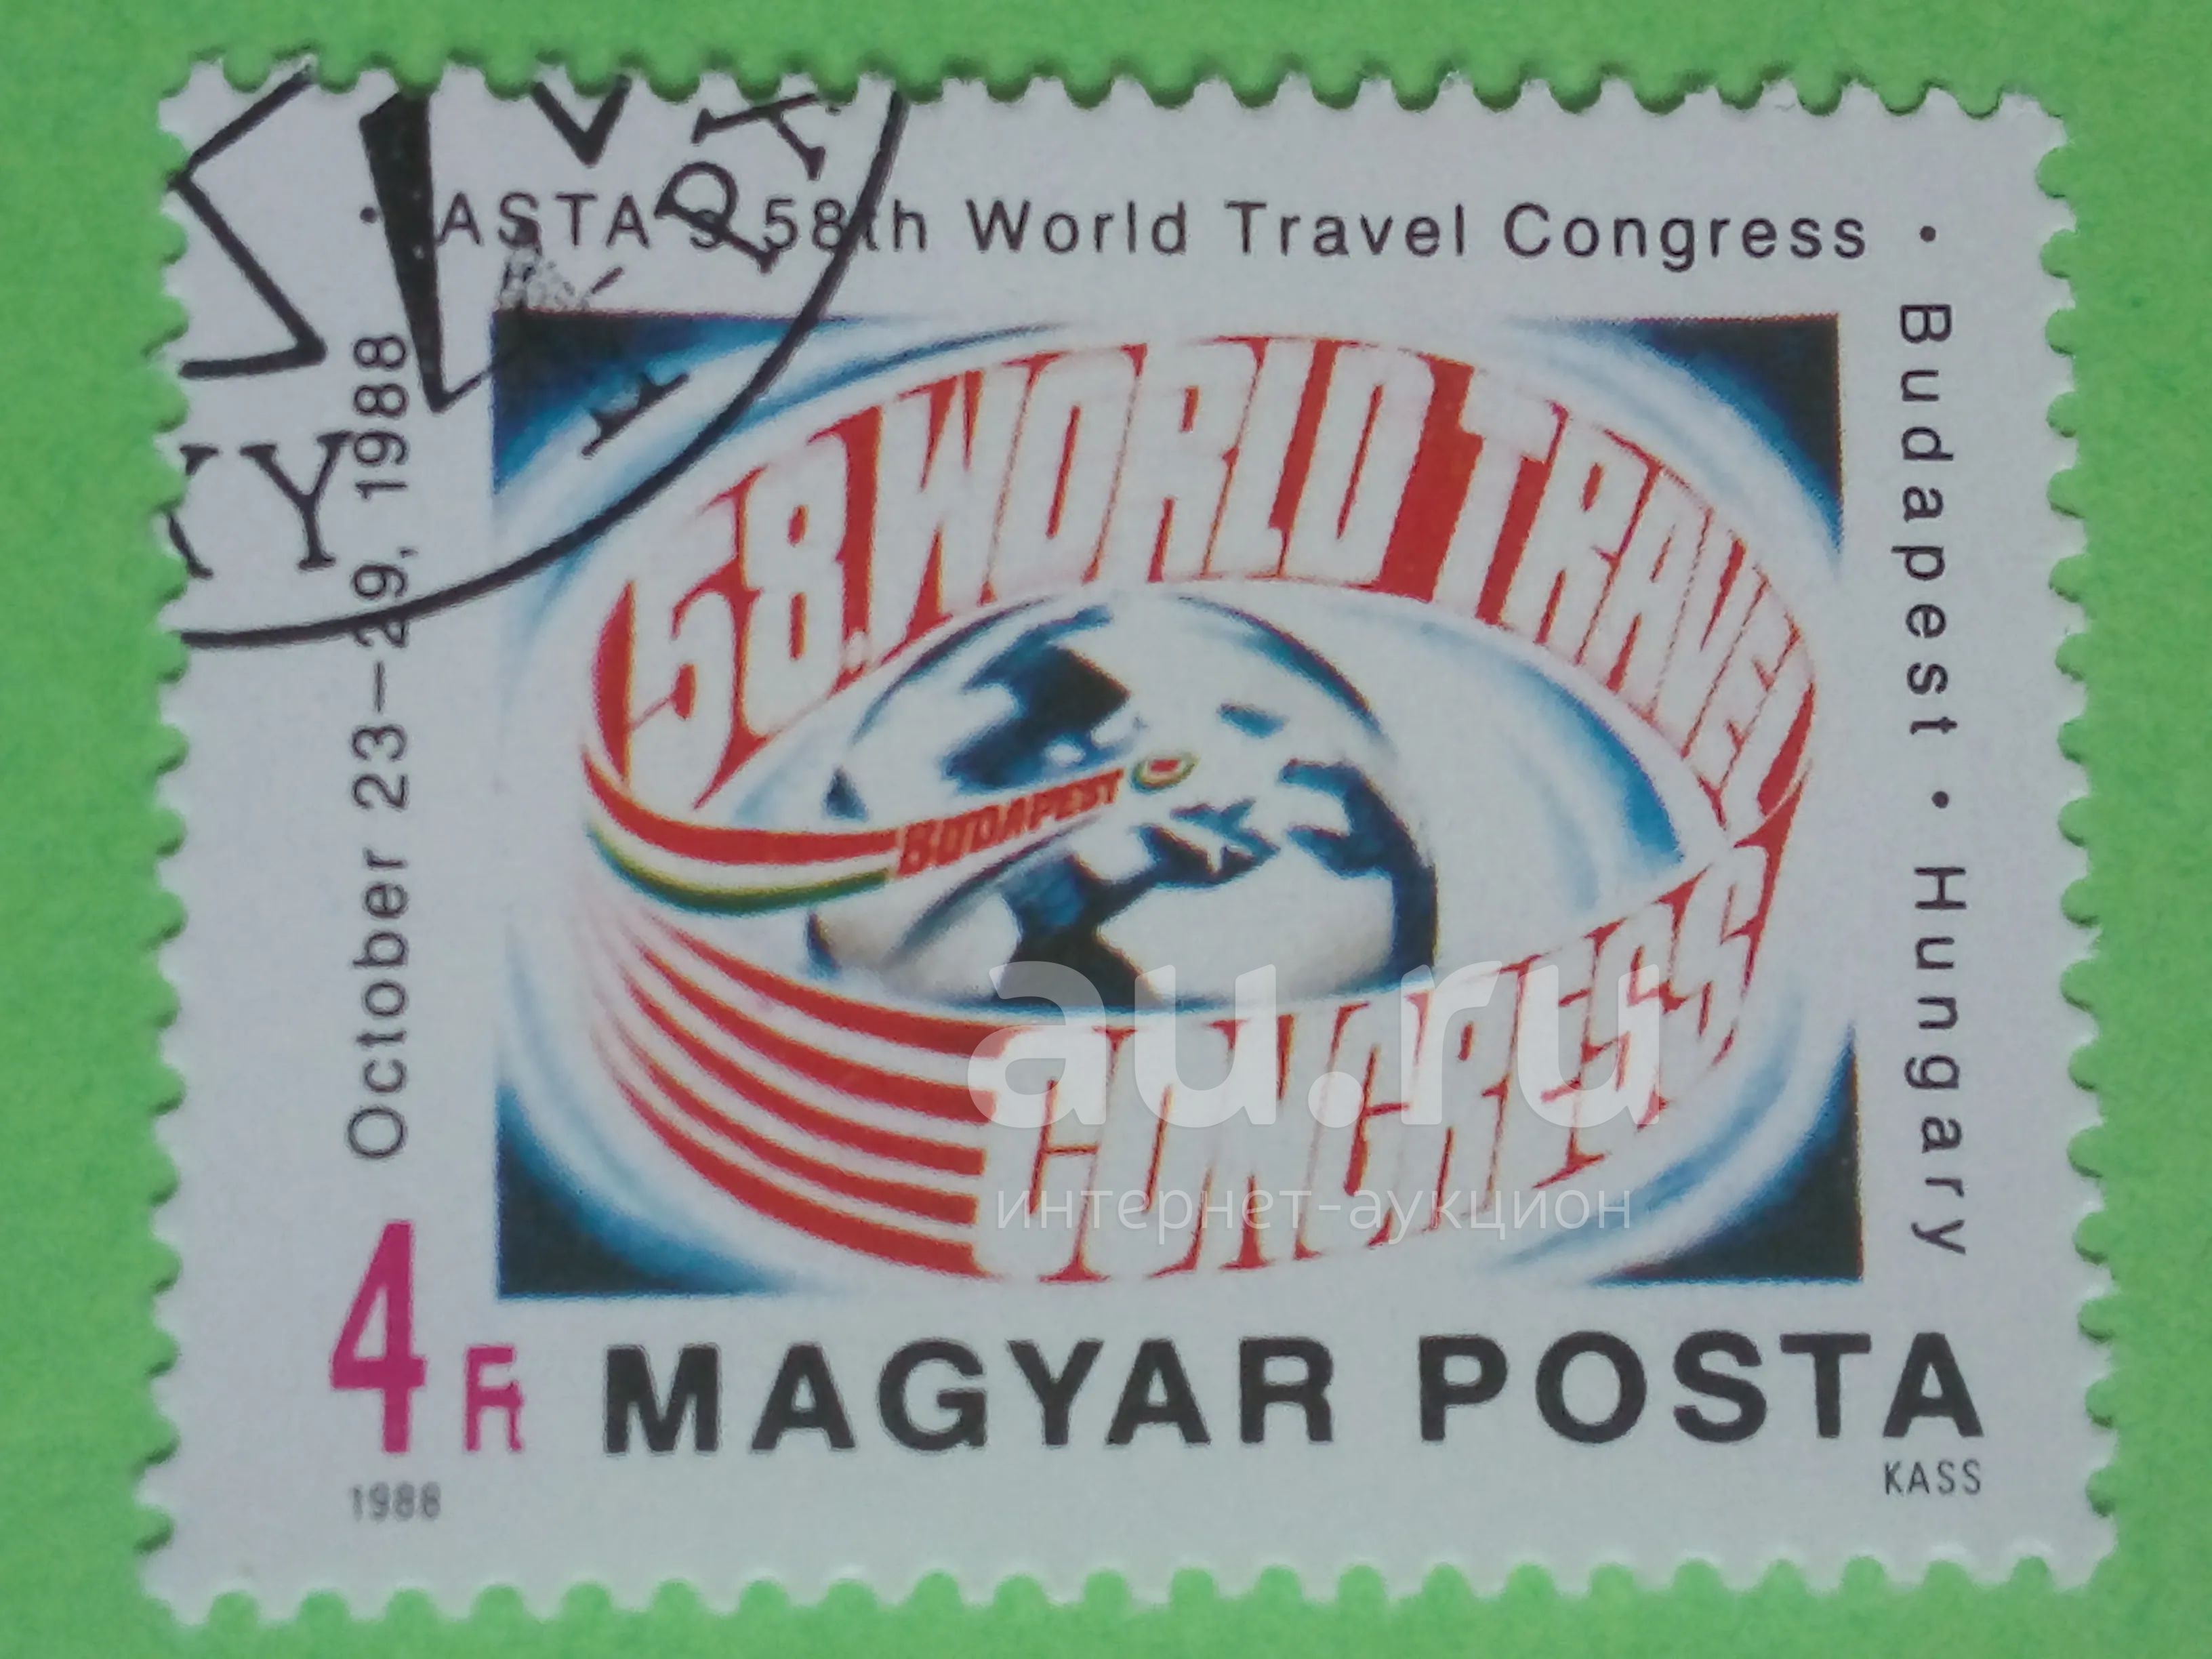 • ASTA'S 58th World Travel Congress •
Budapest • Hungary
October 23–29, 1988
58. WORLD TRAVEL
BUDAPEST
CONGRESS
au.ru
интернет-аукцион
4 Ft MAGYAR POSTA
1988
KASS